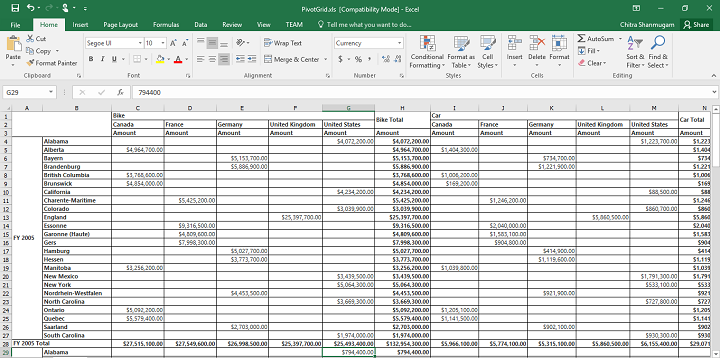 PivotGrid.xls [Compatibility Mode] - Excel
File Home Insert Page Layout Formulas Data Review View TEAM Tell me what you want to do... Chitra Shanmugam Share
Cut
Copy
Format Painter
Paste
Clipboard
Segoe UI 10
B I U
Font
Wrap Text
Merge & Center
Alignment
Currency
$ % ,
Number
Conditional Formatting
Format as Table
Cell Styles
Styles
Insert Delete Format
Cells
AutoSum
Fill
Clear
Sort & Filter
Find & Select
Editing
G29 794400
A B C D E F G H I J K L M N
1 Bike Bike Total Car Car Total
2 Canada France Germany United Kingdom United States Canada France Germany United Kingdom United States
3 Amount Amount Amount Amount Amount Amount Amount Amount Amount Amount Amount Amount
4 Alabama $4,072,200.00 $4,072,200.00 $1,223,700.00 $1,223
5 Alberta $4,964,700.00 $4,964,700.00 $1,404,300.00 $1,404
6 Bayern $5,153,700.00 $5,153,700.00 $734,700.00 $734
7 Brandenburg $5,886,900.00 $5,886,900.00 $1,221,900.00 $1,221
8 British Columbia $3,768,600.00 $3,768,600.00 $1,006,200.00 $1,006
9 Brunswick $4,854,000.00 $4,854,000.00 $169,200.00 $169
10 California $4,234,200.00 $4,234,200.00 $88,500.00 $88
11 Charente-Maritime $5,425,200.00 $5,425,200.00 $1,246,200.00 $1,246
12 Colorado $3,039,900.00 $3,039,900.00 $860,700.00 $860
13 England $25,397,700.00 $25,397,700.00 $5,860,500.00 $5,860
14 Essonne $9,316,500.00 $9,316,500.00 $2,040,000.00 $2,040
15 FY 2005 Garonne (Haute) $4,809,600.00 $4,809,600.00 $1,583,100.00 $1,583
16 Gers $7,998,300.00 $7,998,300.00 $904,800.00 $904
17 Hamburg $5,027,700.00 $5,027,700.00 $414,900.00 $414
18 Hessen $3,773,700.00 $3,773,700.00 $1,119,600.00 $1,119
19 Manitoba $3,256,200.00 $3,256,200.00 $1,039,800.00 $1,039
20 New Mexico $3,439,500.00 $3,439,500.00 $1,791,300.00 $1,791
21 New York $5,064,300.00 $5,064,300.00 $533,100.00 $533
22 Nordrhein-Westfalen $4,453,500.00 $4,453,500.00 $921,900.00 $921
23 North Carolina $3,669,300.00 $3,669,300.00 $727,800.00 $727
24 Ontario $5,092,200.00 $5,092,200.00 $1,205,100.00 $1,205
25 Quebec $5,579,400.00 $5,579,400.00 $1,141,500.00 $1,141
26 Saarland $2,703,000.00 $2,703,000.00 $902,100.00 $902
27 South Carolina $1,974,000.00 $1,974,000.00 $930,300.00 $930
28 FY 2005 Total $27,515,100.00 $27,549,600.00 $26,998,500.00 $25,397,700.00 $25,493,400.00 $132,954,300.00 $5,966,100.00 $5,774,100.00 $5,315,100.00 $5,860,500.00 $6,155,400.00 $29,071
29 Alabama $794,400.00 $794,400.00